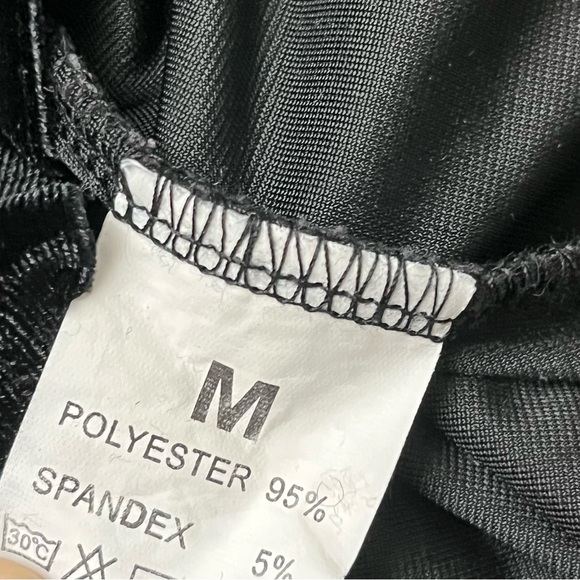 M
POLYESTER 95%
SPANDEX 5%
30°C